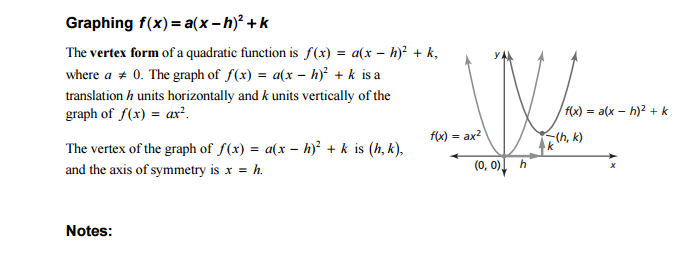 Graphing f(x) = a(x – h)² + k
The vertex form of a quadratic function is f(x) = a(x – h)² + k,
where a ≠ 0. The graph of f(x) = a(x – h)² + k is a
translation h units horizontally and k units vertically of the
graph of f(x) = ax².
The vertex of the graph of f(x) = a(x – h)² + k is (h, k),
and the axis of symmetry is x = h.
y
f(x) = a(x – h)² + k
f(x) = ax²
(h, k)
k
(0, 0)
h
x
Notes: